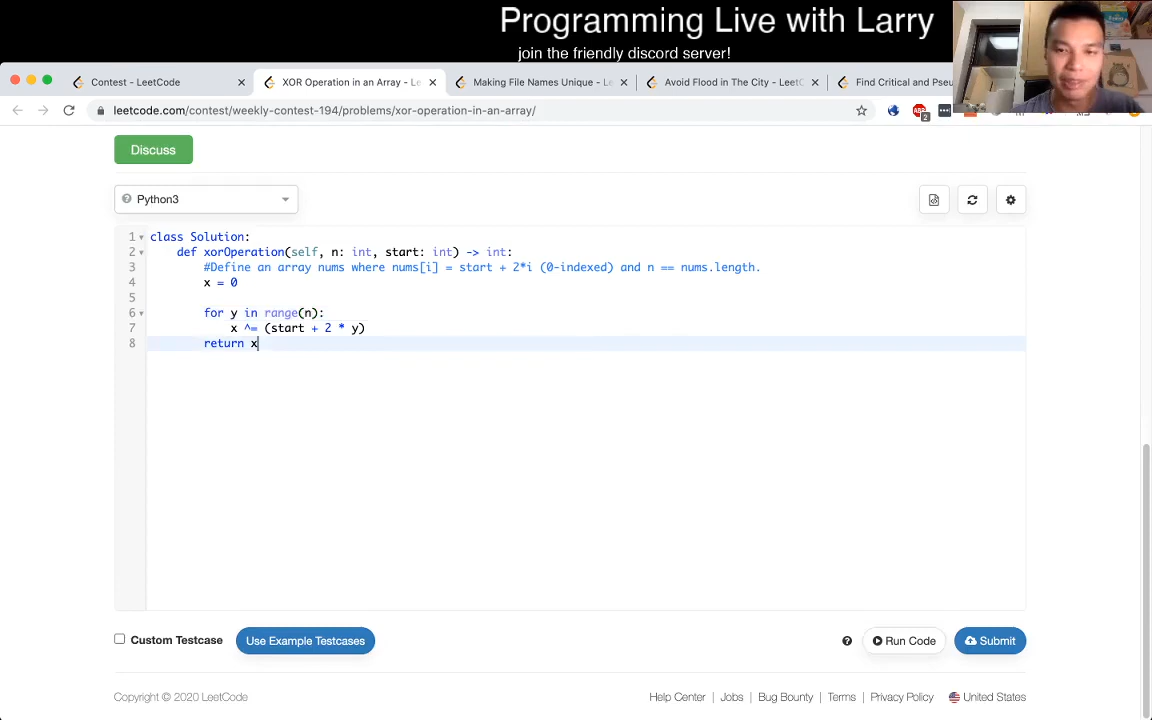 Programming Live with Larry
join the friendly discord server!
Contest - LeetCode
XOR Operation in an Array - Le
Making File Names Unique - Le
Avoid Flood in The City - LeetC
Find Critical and Pseu
leetcode.com/contest/weekly-contest-194/problems/xor-operation-in-an-array/
ABP
2
Discuss
Python3
1 class Solution:
2 def xorOperation(self, n: int, start: int) -> int:
3 #Define an array nums where nums[i] = start + 2*i (0-indexed) and n == nums.length.
4 x = 0
5
6 for y in range(n):
7 x ^= (start + 2 * y)
8 return x
Custom Testcase
Use Example Testcases
Run Code
Submit
Copyright © 2020 LeetCode
Help Center | Jobs | Bug Bounty | Terms | Privacy Policy
United States